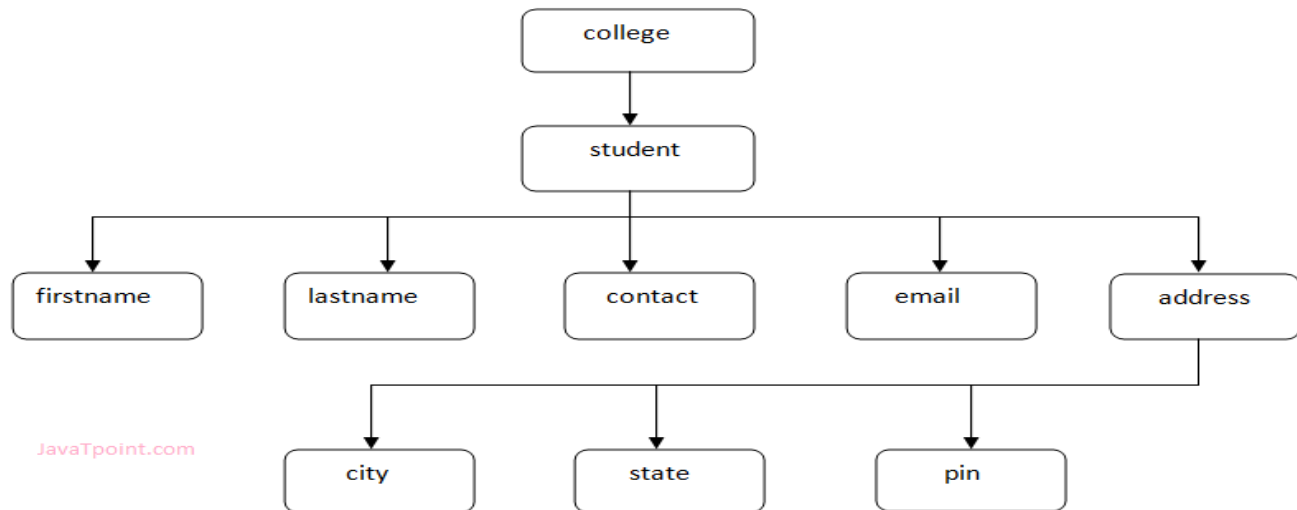 college
student
firstname
lastname
contact
email
address
JavaTpoint.com
city
state
pin